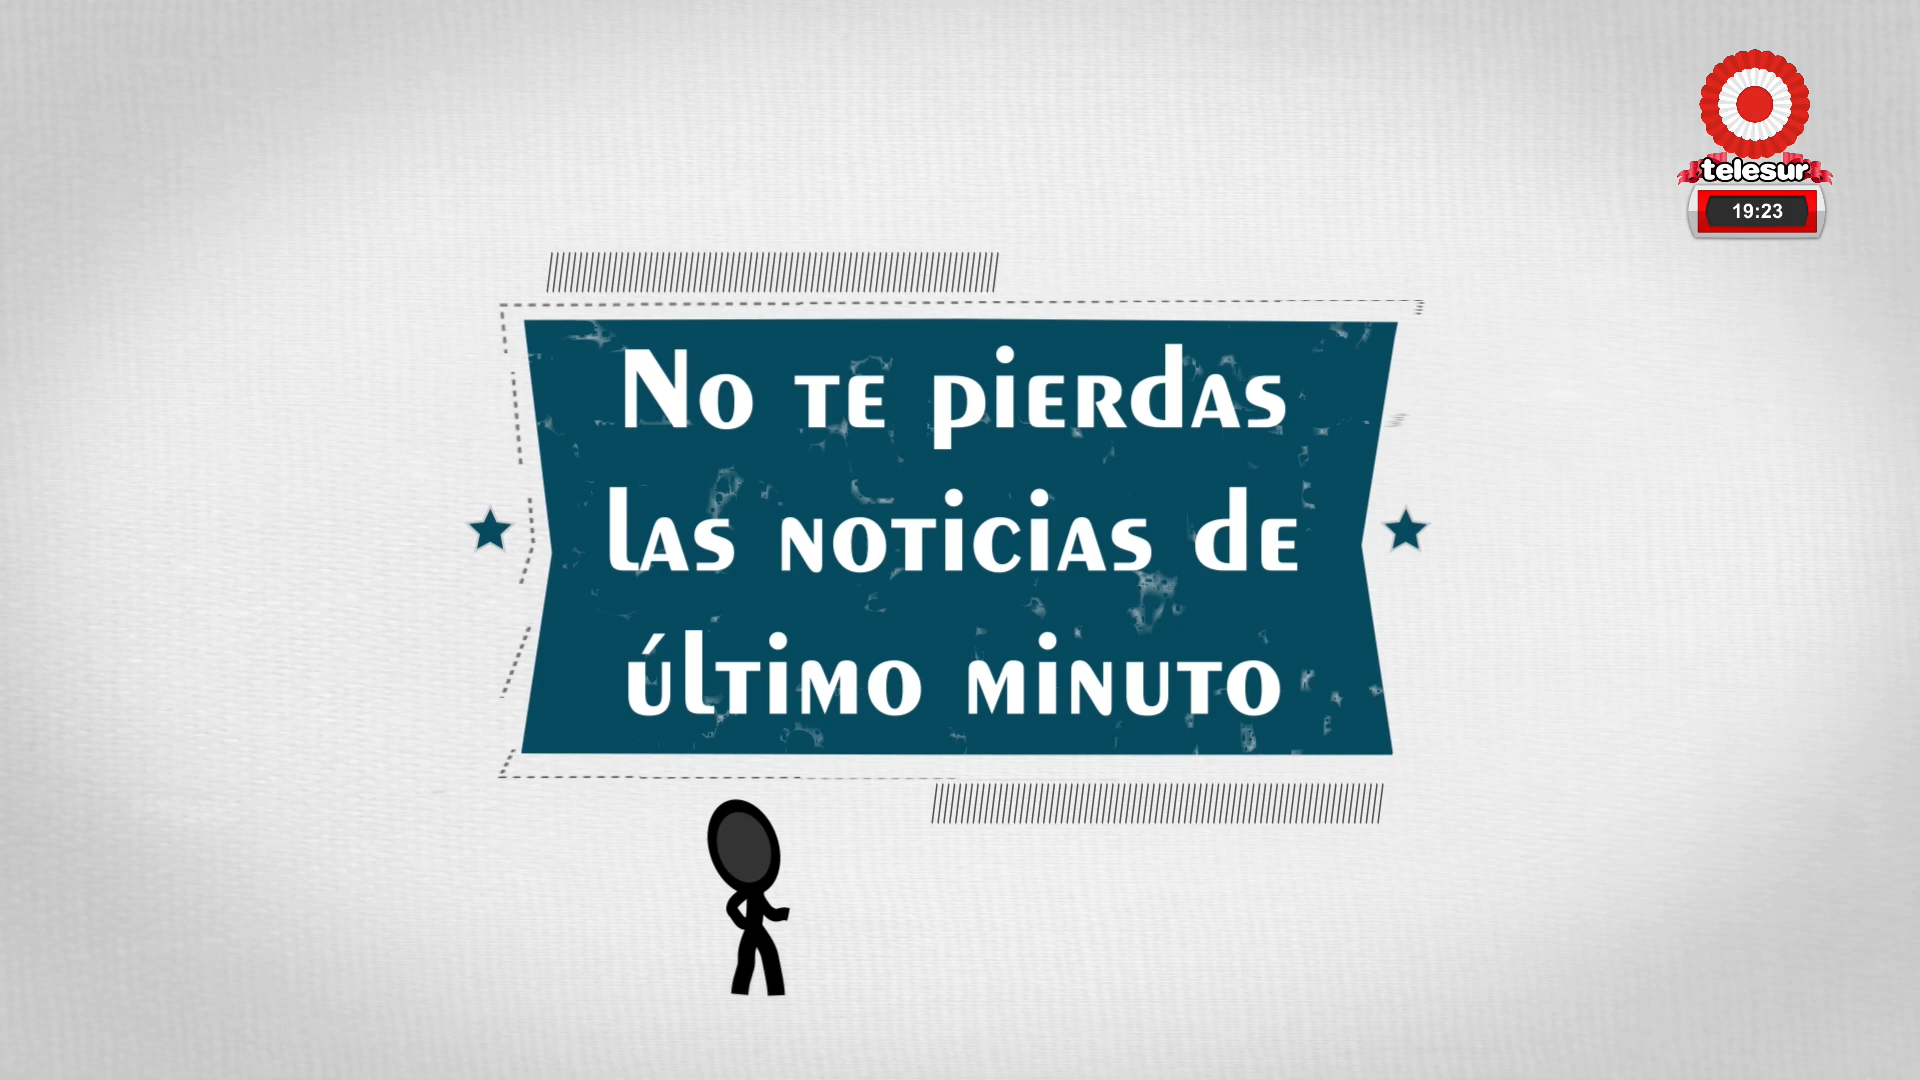 telesur
19:23
No te pierdas
las noticias de
último minuto